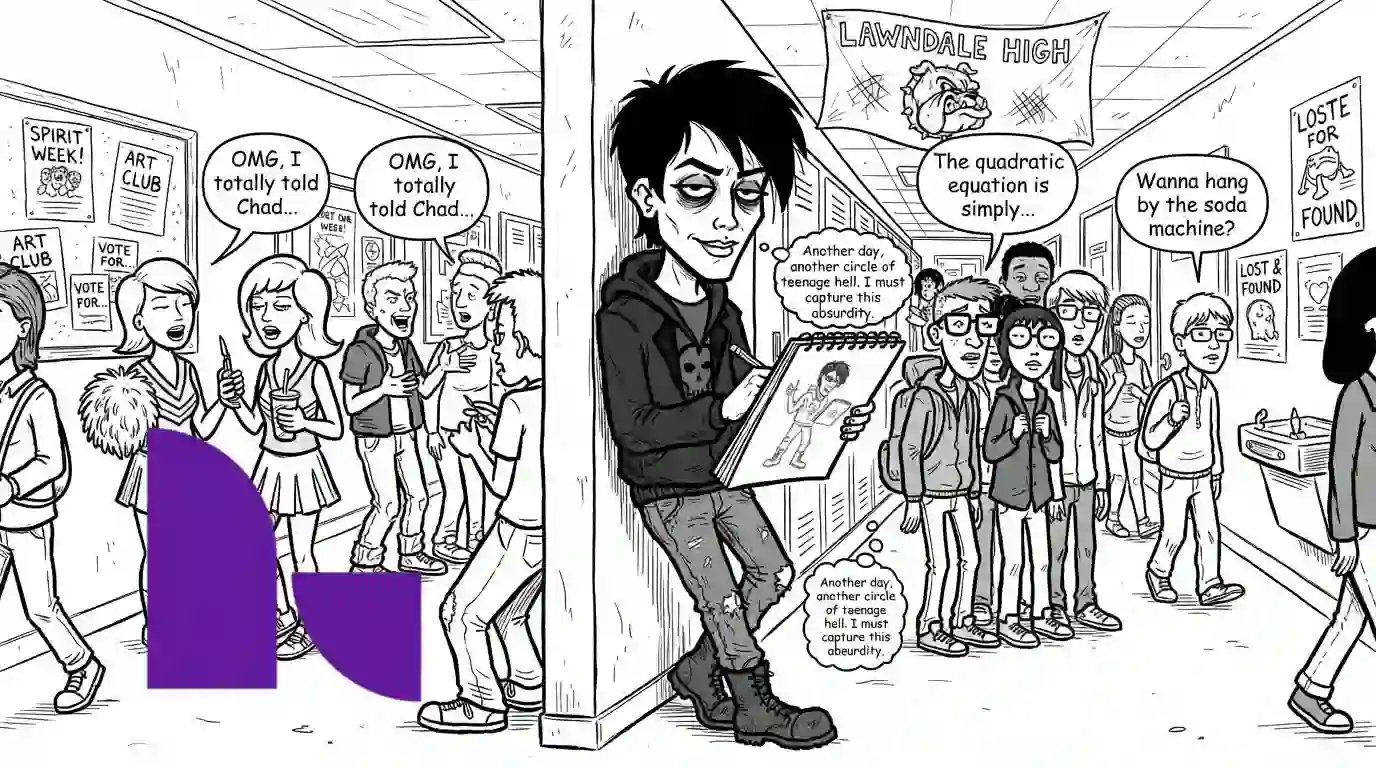 LAWNDALE HIGH
SPIRIT
WEEK!
ART
CLUB
OMG, I
totally told
Chad...
OMG, I
totally
told Chad...
The quadratic
equation is
simply...
Wanna hang
by the soda
machine?
LOSTE
FOR
FOUND
ART
CLUB
VOTE
FOR..
VOTE
FOR...
LOST &
FOUND
Another day,
another circle of
teenage hell. I must
capture this
absurdity.
Another day,
another circle
of taenage
hell. I must
capture this
abeurdity.